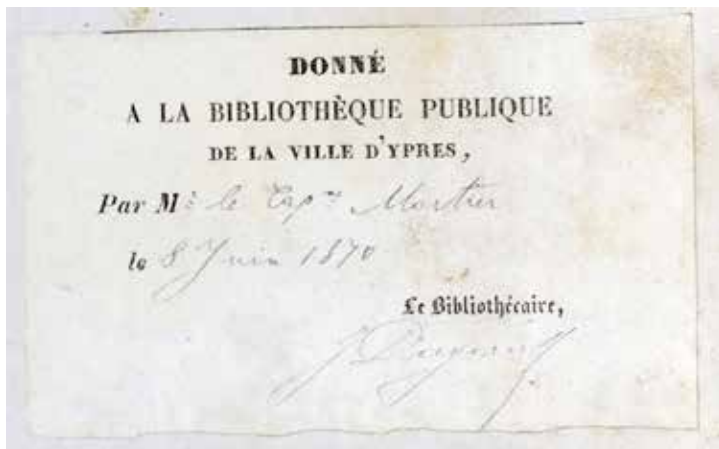 DONNÉ
A LA BIBLIOTHÈQUE PUBLIQUE
DE LA VILLE D'YPRES,
Par Mr le Capne Mortier
le 8 Juin 1870
Le Bibliothécaire,